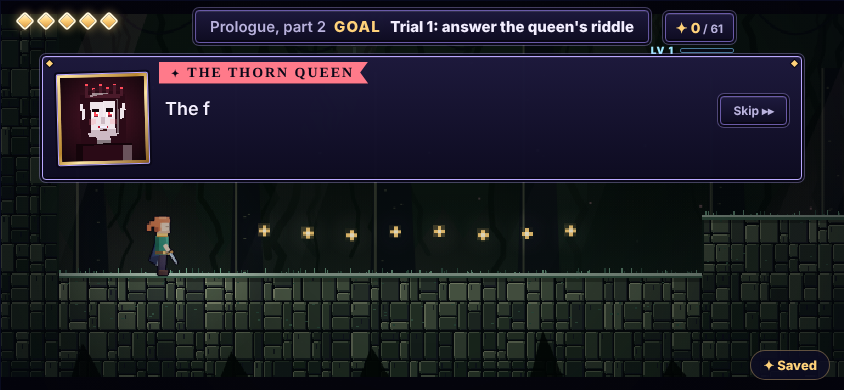 Prologue, part 2 GOAL Trial 1: answer the queen's riddle
✦ 0 / 61
LV 1
✦ THE THORN QUEEN
The f
Skip ▸▸
✦ Saved